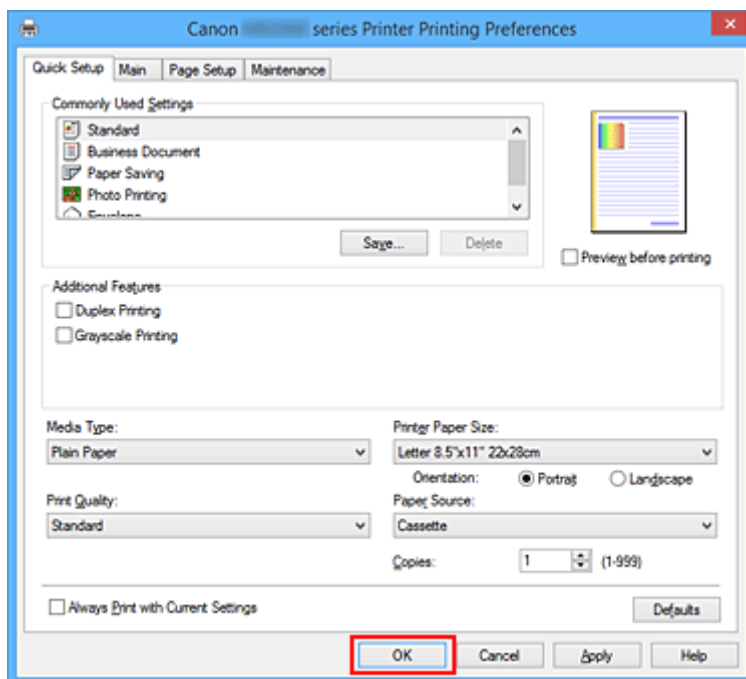 Canon series Printer Printing Preferences
Quick Setup Main Page Setup Maintenance
Commonly Used Settings
Standard
Business Document
Paper Saving
Photo Printing
Envelope
Save... Delete
Preview before printing
Additional Features
Duplex Printing
Grayscale Printing
Media Type: Printer Paper Size:
Plain Paper Letter 8.5"x11" 22x28cm
Orientation: Portrait Landscape
Print Quality: Paper Source:
Standard Cassette
Copies: 1 (1-999)
Always Print with Current Settings Defaults
OK Cancel Apply Help